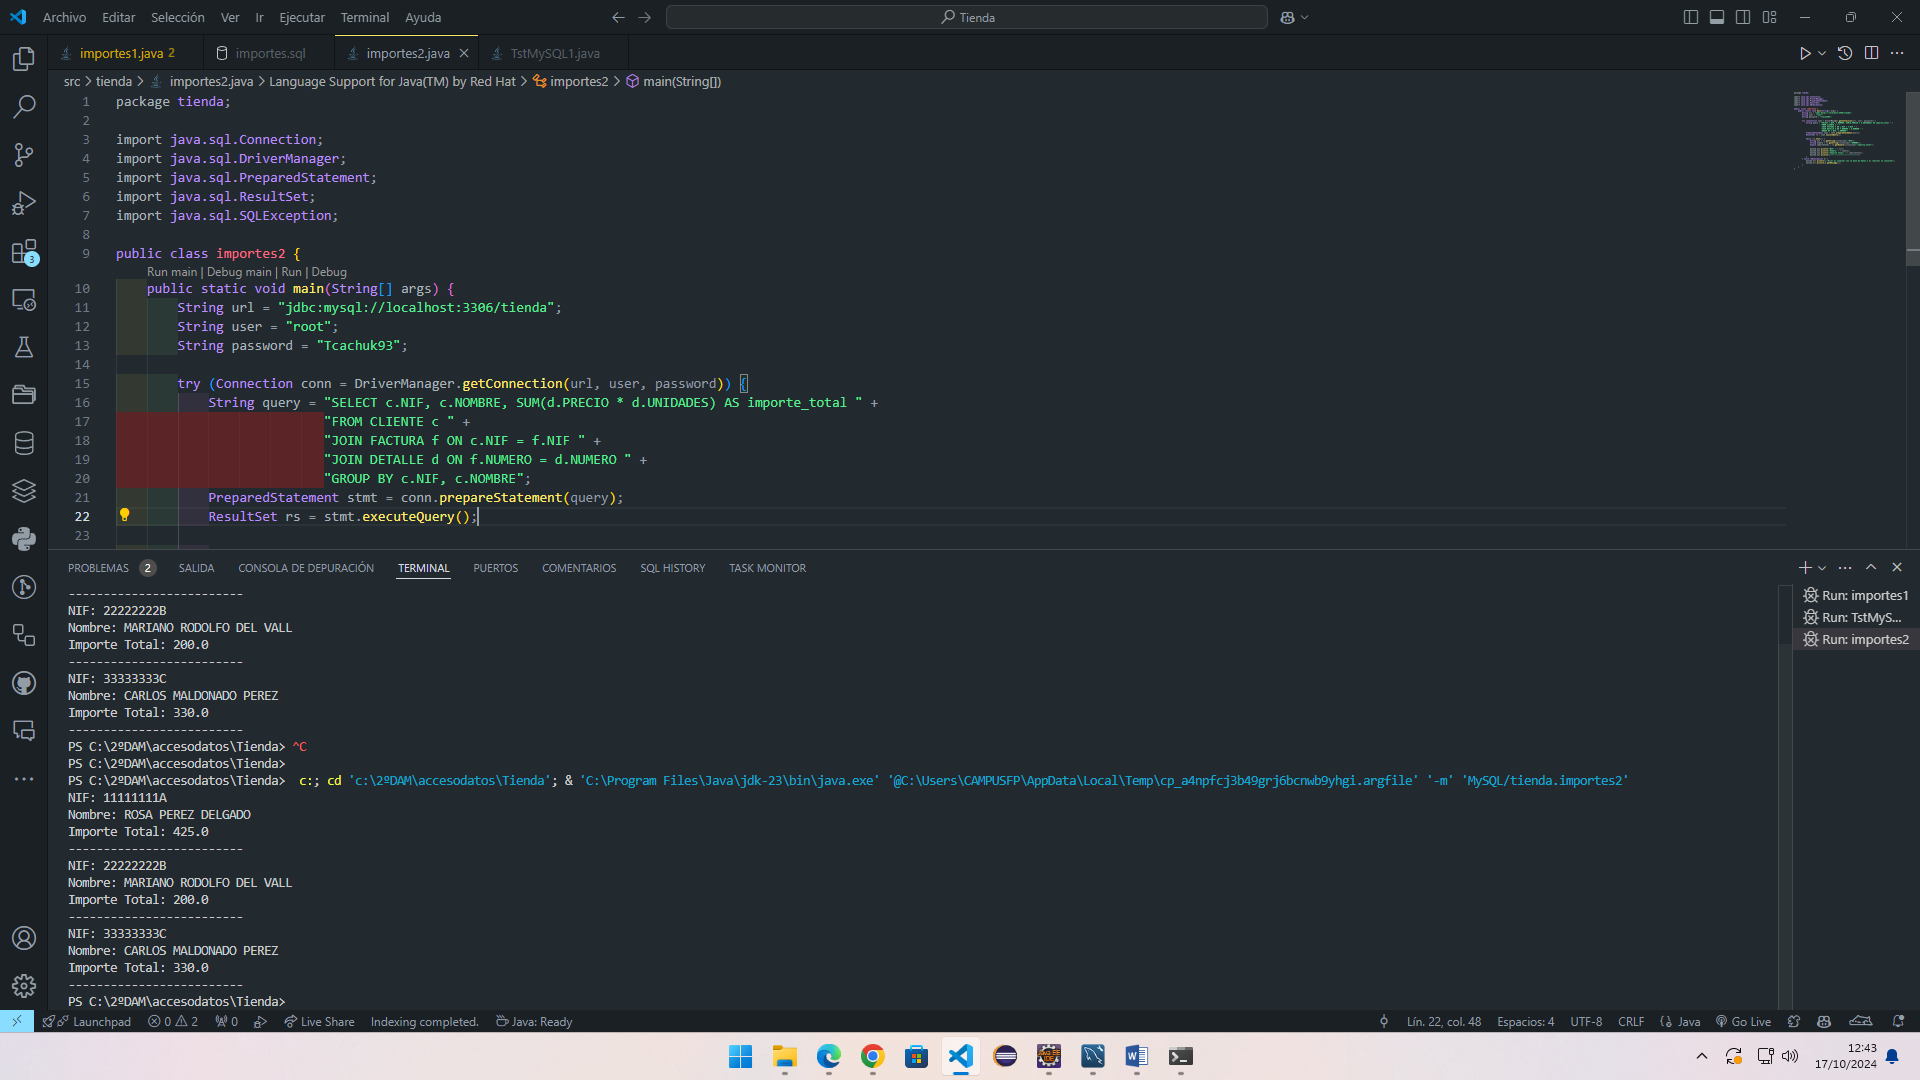 Archivo Editar Selección Ver Ir Ejecutar Terminal Ayuda
Tienda
importes1.java 2
importes.sql
importes2.java
TstMySQL1.java
src > tienda > importes2.java > Language Support for Java(TM) by Red Hat > importes2 > main(String[])
1 package tienda;
2
3 import java.sql.Connection;
4 import java.sql.DriverManager;
5 import java.sql.PreparedStatement;
6 import java.sql.ResultSet;
7 import java.sql.SQLException;
8
9 public class importes2 {
Run main | Debug main | Run | Debug
10 public static void main(String[] args) {
11 String url = "jdbc:mysql://localhost:3306/tienda";
12 String user = "root";
13 String password = "Tcachuk93";
14
15 try (Connection conn = DriverManager.getConnection(url, user, password)) {
16 String query = "SELECT c.NIF, c.NOMBRE, SUM(d.PRECIO * d.UNIDADES) AS importe_total " +
17 "FROM CLIENTE c " +
18 "JOIN FACTURA f ON c.NIF = f.NIF " +
19 "JOIN DETALLE d ON f.NUMERO = d.NUMERO " +
20 "GROUP BY c.NIF, c.NOMBRE";
21 PreparedStatement stmt = conn.prepareStatement(query);
22 ResultSet rs = stmt.executeQuery();
23
3
PROBLEMAS 2 SALIDA CONSOLA DE DEPURACIÓN TERMINAL PUERTOS COMENTARIOS SQL HISTORY TASK MONITOR
-------------------------
NIF: 22222222B
Nombre: MARIANO RODOLFO DEL VALL
Importe Total: 200.0
-------------------------
NIF: 33333333C
Nombre: CARLOS MALDONADO PEREZ
Importe Total: 330.0
-------------------------
PS C:\2ºDAM\accesodatos\Tienda> ^C
PS C:\2ºDAM\accesodatos\Tienda>
PS C:\2ºDAM\accesodatos\Tienda> c:; cd 'c:\2ºDAM\accesodatos\Tienda'; & 'C:\Program Files\Java\jdk-23\bin\java.exe' '@C:\Users\CAMPUSFP\AppData\Local\Temp\cp_a4npfcj3b49grj6bcnwb9yhgi.argfile' '-m' 'MySQL/tienda.importes2'
NIF: 11111111A
Nombre: ROSA PEREZ DELGADO
Importe Total: 425.0
-------------------------
NIF: 22222222B
Nombre: MARIANO RODOLFO DEL VALL
Importe Total: 200.0
-------------------------
NIF: 33333333C
Nombre: CARLOS MALDONADO PEREZ
Importe Total: 330.0
-------------------------
PS C:\2ºDAM\accesodatos\Tienda>
Run: importes1
Run: TstMyS...
Run: importes2
Launchpad 0 2 0 Live Share Indexing completed. Java: Ready
Lín. 22, col. 48 Espacios: 4 UTF-8 CRLF Java Go Live
12:43
17/10/2024